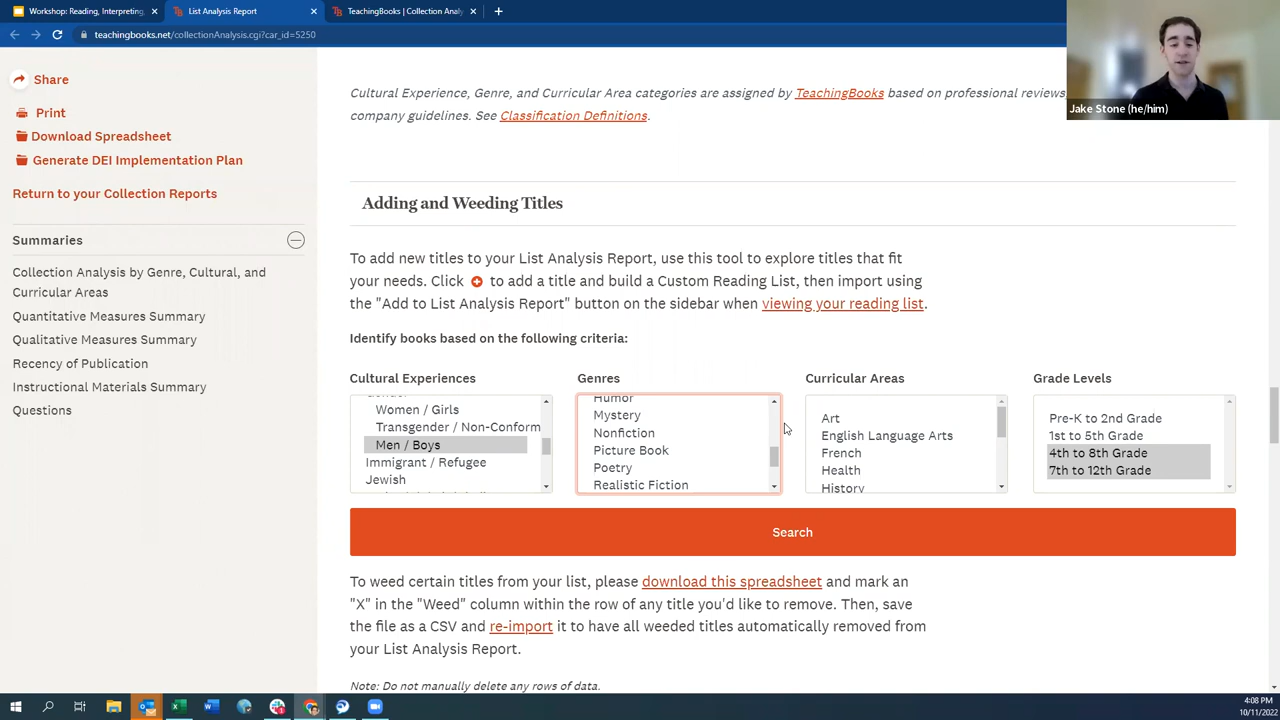 Workshop: Reading, Interpreting,
List Analysis Report
TeachingBooks | Collection Analy
teachingbooks.net/collectionAnalysis.cgi?car_id=5250
Jake Stone (he/him)
Share
Print
Download Spreadsheet
Generate DEI Implementation Plan
Return to your Collection Reports
Summaries
Collection Analysis by Genre, Cultural, and
Curricular Areas
Quantitative Measures Summary
Qualitative Measures Summary
Recency of Publication
Instructional Materials Summary
Questions
Cultural Experience, Genre, and Curricular Area categories are assigned by TeachingBooks based on professional reviews,
company guidelines. See Classification Definitions.
Adding and Weeding Titles
To add new titles to your List Analysis Report, use this tool to explore titles that fit
your needs. Click to add a title and build a Custom Reading List, then import using
the "Add to List Analysis Report" button on the sidebar when viewing your reading list.
Identify books based on the following criteria:
Cultural Experiences
Women / Girls
Transgender / Non-Conform
Men / Boys
Immigrant / Refugee
Jewish
Genres
Humor
Mystery
Nonfiction
Picture Book
Poetry
Realistic Fiction
Curricular Areas
Art
English Language Arts
French
Health
History
Grade Levels
Pre-K to 2nd Grade
1st to 5th Grade
4th to 8th Grade
7th to 12th Grade
Search
To weed certain titles from your list, please download this spreadsheet and mark an
"X" in the "Weed" column within the row of any title you'd like to remove. Then, save
the file as a CSV and re-import it to have all weeded titles automatically removed from
your List Analysis Report.
Note: Do not manually delete any rows of data.
4:08 PM
10/11/2022